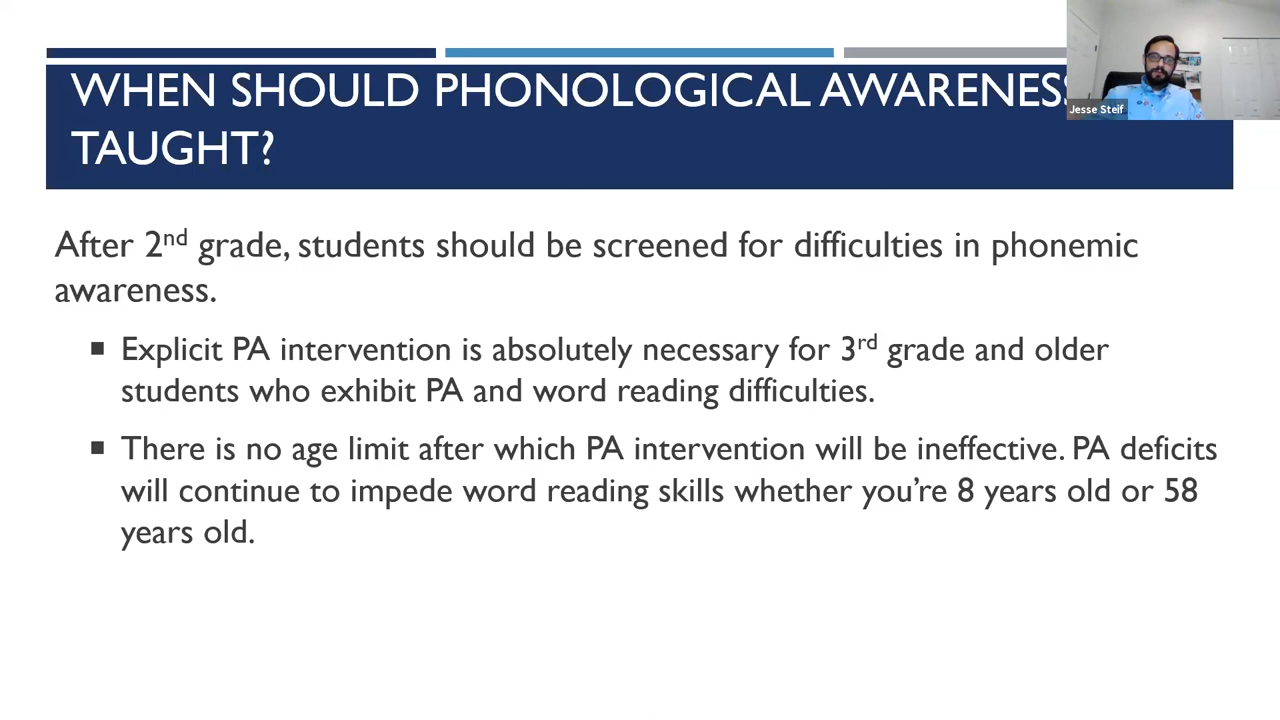 WHEN SHOULD PHONOLOGICAL AWARENESS
TAUGHT?
Jesse Steif
After 2nd grade, students should be screened for difficulties in phonemic
awareness.
■ Explicit PA intervention is absolutely necessary for 3rd grade and older
students who exhibit PA and word reading difficulties.
■ There is no age limit after which PA intervention will be ineffective. PA deficits
will continue to impede word reading skills whether you're 8 years old or 58
years old.